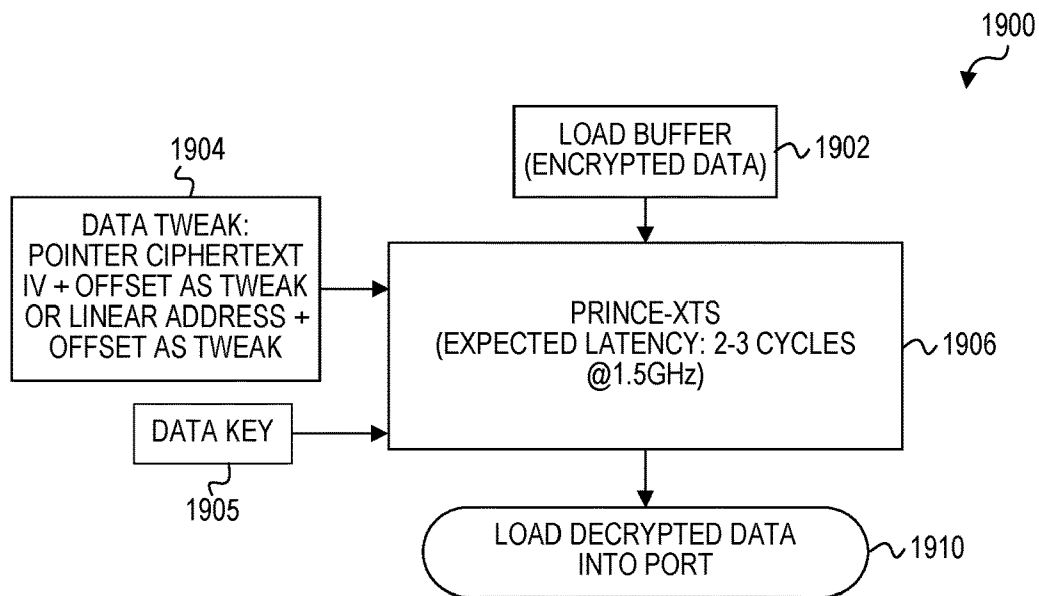 1900
LOAD BUFFER
(ENCRYPTED DATA)
1902
1904
DATA TWEAK:
POINTER CIPHERTEXT
IV + OFFSET AS TWEAK
OR LINEAR ADDRESS +
OFFSET AS TWEAK
PRINCE-XTS
(EXPECTED LATENCY: 2-3 CYCLES
@1.5GHz)
1906
DATA KEY
1905
LOAD DECRYPTED DATA
INTO PORT
1910